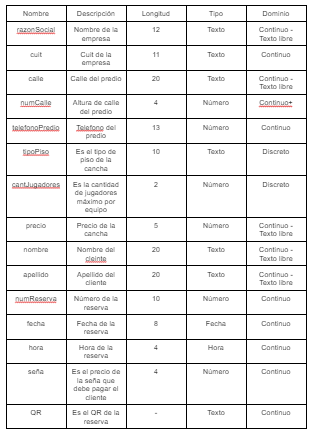 Nombre Descripción Longitud Tipo Dominio
razonSocial Nombre de la empresa 12 Texto Continuo - Texto libre
cuit Cuit de la empresa 11 Texto Continuo
calle Calle del predio 20 Texto Continuo - Texto libre
numCalle Altura de calle del predio 4 Número Continuo+
telefonoPredio Telefono del predio 13 Número Continuo
tipoPiso Es el tipo de piso de la cancha 10 Texto Discreto
cantJugadores Es la cantidad de jugadores máximo por equipo 2 Número Discreto
precio Precio de la cancha 5 Número Continuo - Texto libre
nombre Nombre del cleinte 20 Texto Continuo - Texto libre
apellido Apellido del cliente 20 Texto Continuo - Texto libre
numReserva Número de la reserva 10 Número Continuo
fecha Fecha de la reserva 8 Fecha Continuo
hora Hora de la reserva 4 Hora Continuo
seña Es el precio de la seña que debe pagar el cliente 4 Número Continuo
QR Es el QR de la reserva - Texto Continuo